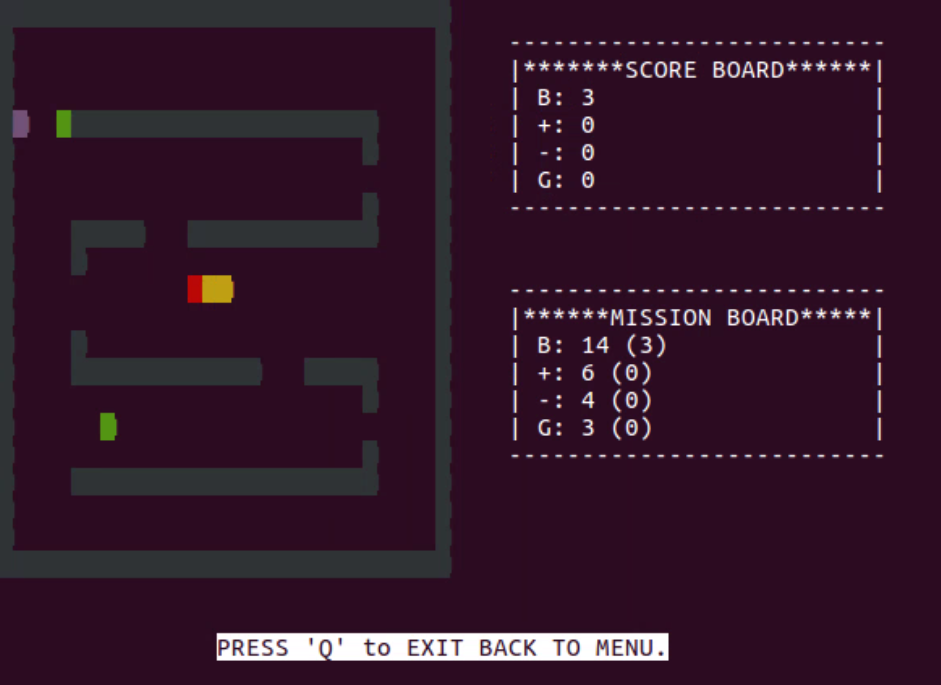 ---------------------------
|*******SCORE BOARD******|
| B: 3 |
| +: 0 |
| -: 0 |
| G: 0 |
---------------------------
---------------------------
|******MISSION BOARD*****|
| B: 14 (3) |
| +: 6 (0) |
| -: 4 (0) |
| G: 3 (0) |
---------------------------
PRESS 'Q' to EXIT BACK TO MENU.